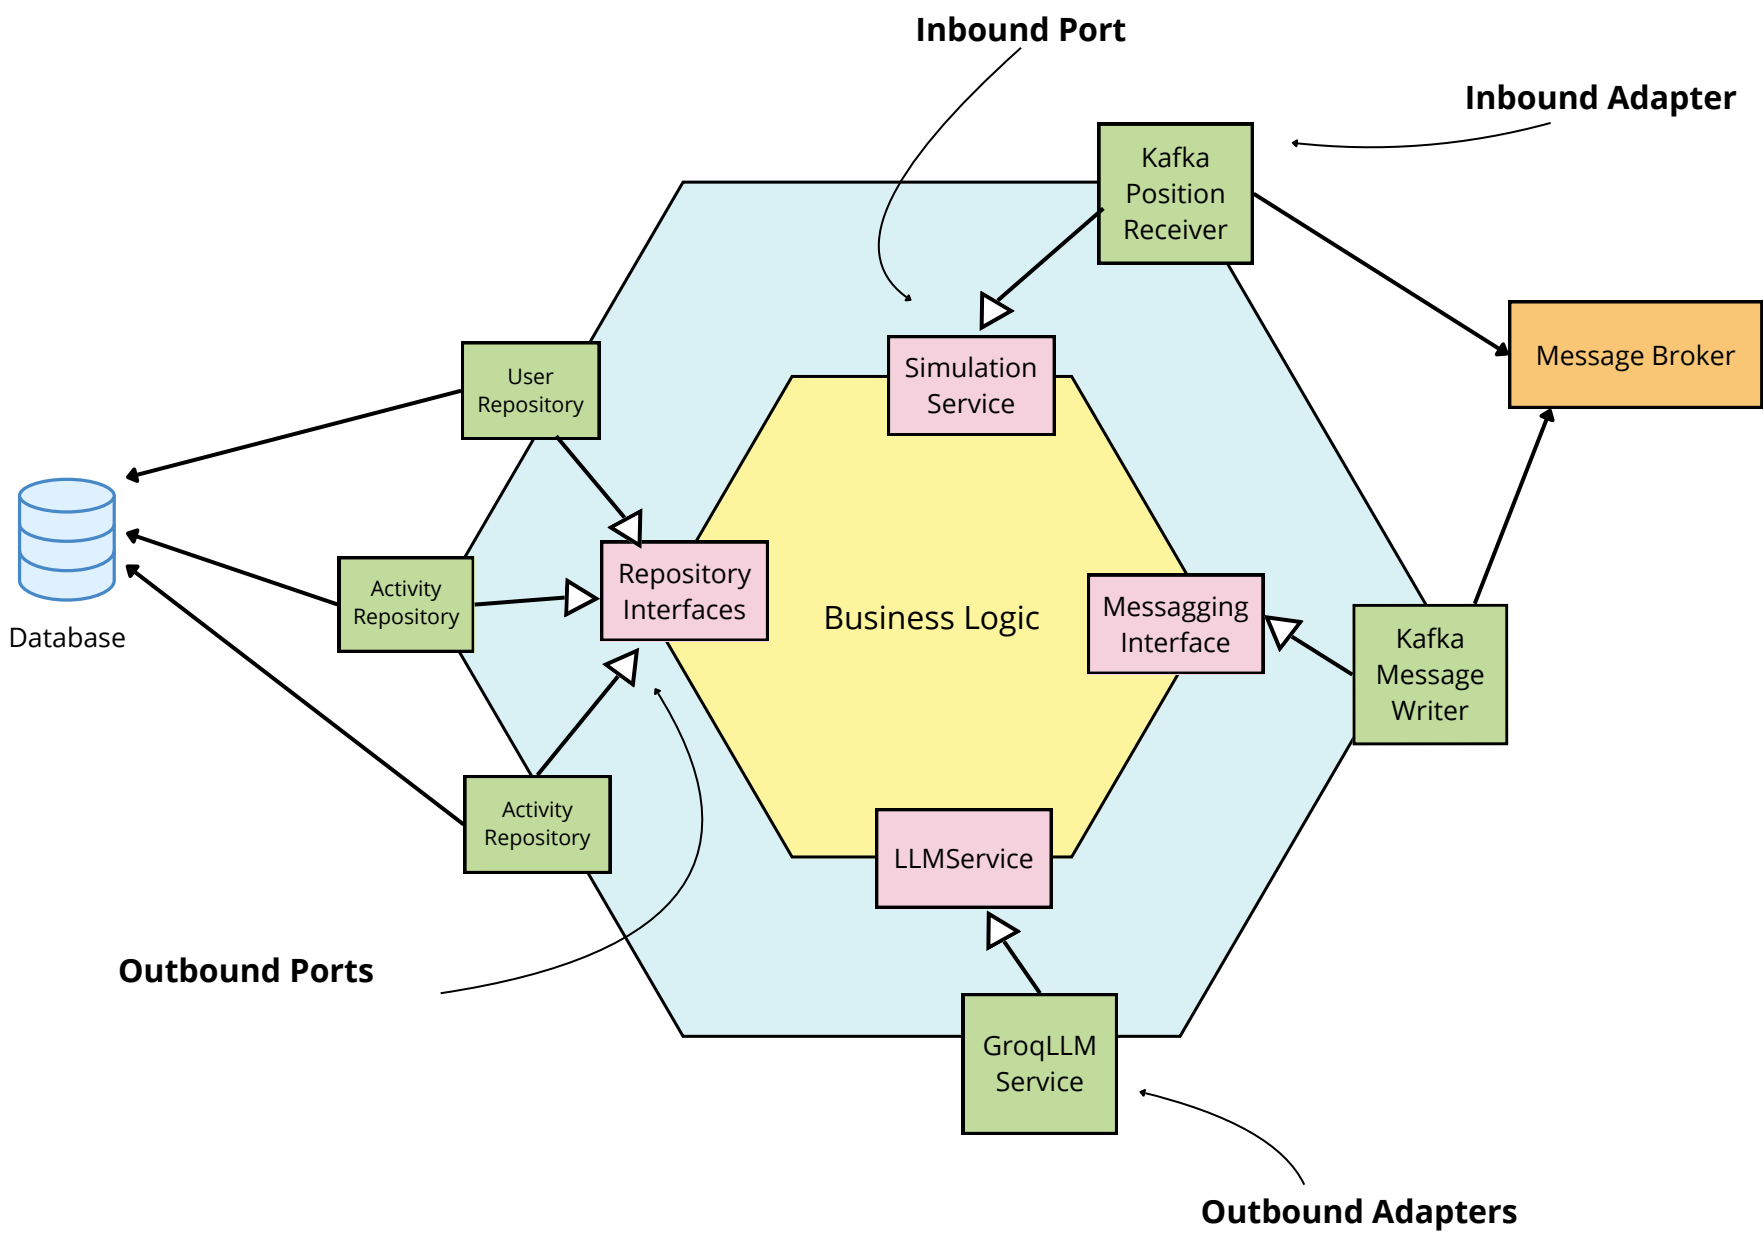 Inbound Port
Inbound Adapter
Kafka
Position
Receiver
Message Broker
Simulation
Service
User
Repository
Activity
Repository
Repository
Interfaces
Business Logic
Messagging
Interface
Kafka
Message
Writer
Database
Activity
Repository
LLMService
Outbound Ports
GroqLLM
Service
Outbound Adapters